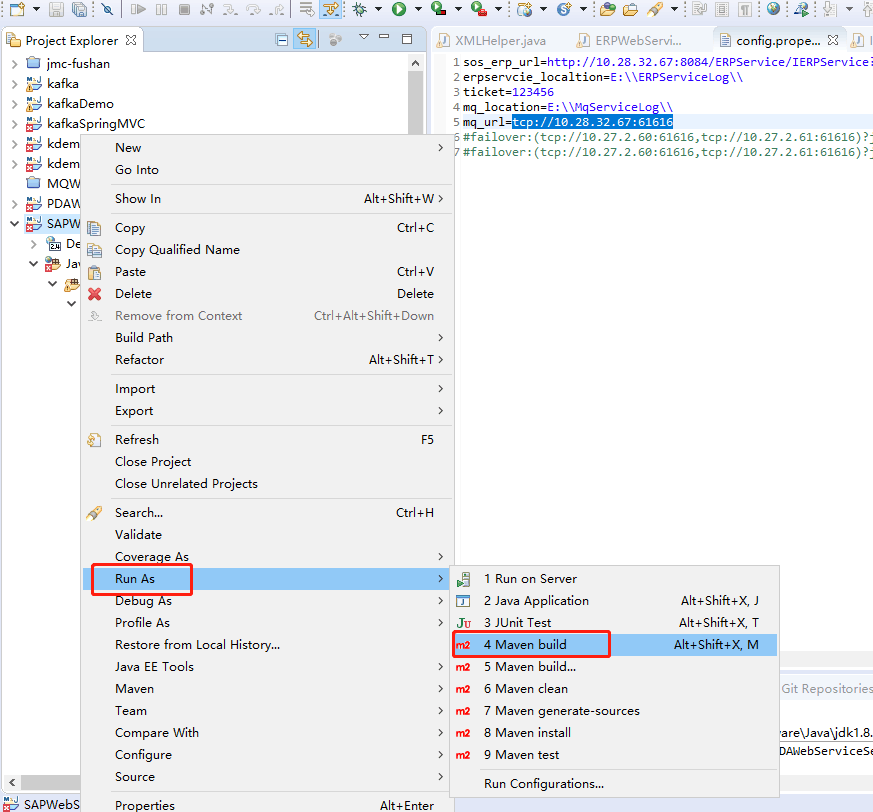 Project Explorer
jmc-fushan
kafka
kafkaDemo
kafkaSpringMVC
kdem
kdem
MQW
PDAW
SAPW
De
Jav
XMLHelper.java
ERPWebServi...
config.prope...
1 sos_erp_url=http://10.28.32.67:8084/ERPService/IERPService?
2 erpservcie_localtion=E:\\ERPServiceLog\\
3 ticket=123456
4 mq_location=E:\\MqServiceLog\\
5 mq_url=tcp://10.28.32.67:61616
6 #failover:(tcp://10.27.2.60:61616,tcp://10.27.2.61:61616)?j
7 #failover:(tcp://10.27.2.60:61616,tcp://10.27.2.61:61616)?j
New
Go Into
Show In Alt+Shift+W
Copy Ctrl+C
Copy Qualified Name
Paste Ctrl+V
Delete Delete
Remove from Context Ctrl+Alt+Shift+Down
Build Path
Refactor Alt+Shift+T
Import
Export
Refresh F5
Close Project
Close Unrelated Projects
Search... Ctrl+H
Validate
Coverage As
Run As
Debug As
Profile As
Restore from Local History...
Java EE Tools
Maven
Team
Compare With
Configure
Source
Properties Alt+Enter
1 Run on Server
2 Java Application Alt+Shift+X, J
3 JUnit Test Alt+Shift+X, T
m2 4 Maven build Alt+Shift+X, M
m2 5 Maven build...
m2 6 Maven clean
m2 7 Maven generate-sources
m2 8 Maven install
m2 9 Maven test
Run Configurations...
Git Repositories
ware\Java\jdk1.8.
DAWebServiceSe
SAPWebS